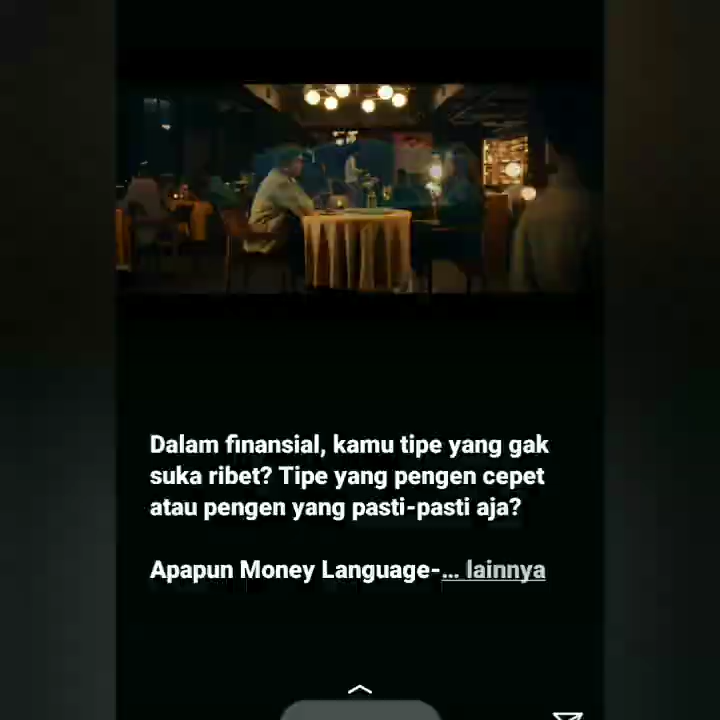 Dalam finansial, kamu tipe yang gak
suka ribet? Tipe yang pengen cepet
atau pengen yang pasti-pasti aja?
Apapun Money Language-... lainnya